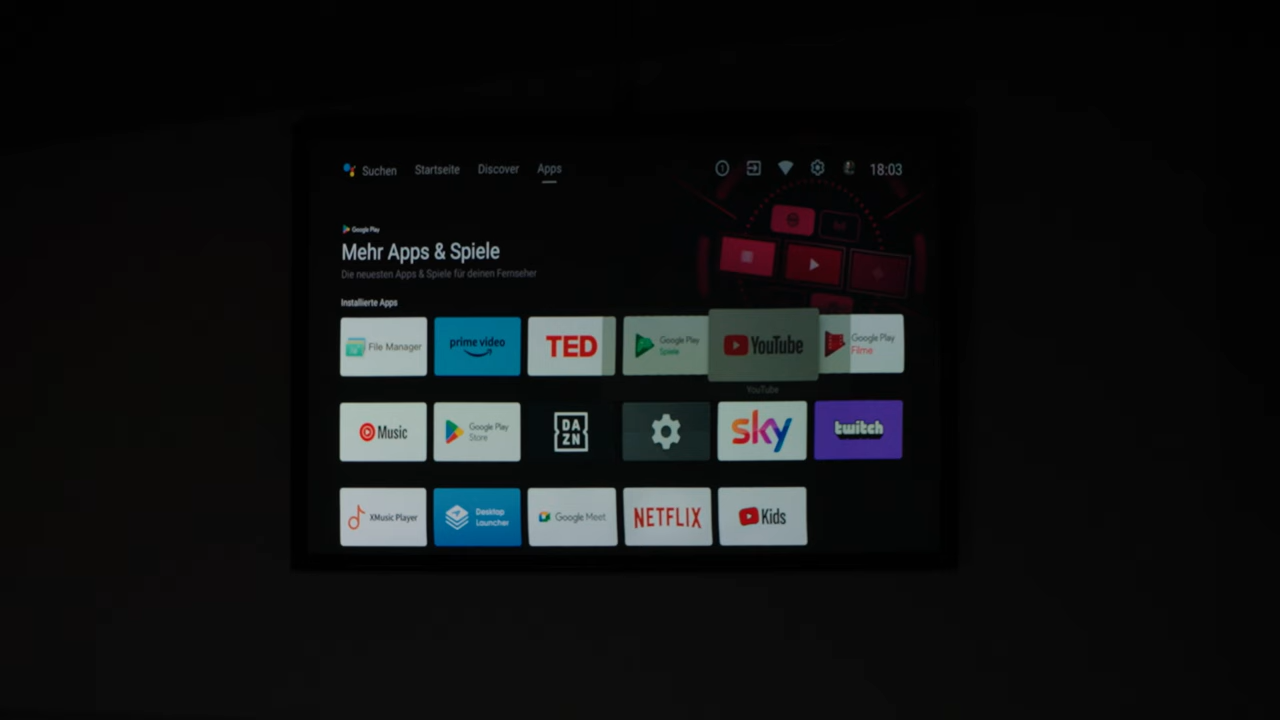 Suchen Startseite Discover Apps 18:03
Google Play
Mehr Apps & Spiele
Die neuesten Apps & Spiele für deinen Fernseher
Installierte Apps
File Manager
prime video
TED
Google Play
Spiele
YouTube
Google Play
Filme
YouTube
Music
Google Play
Store
DA
ZN
sky
twitch
XMusic Player
Desktop
Launcher
Google Meet
NETFLIX
Kids